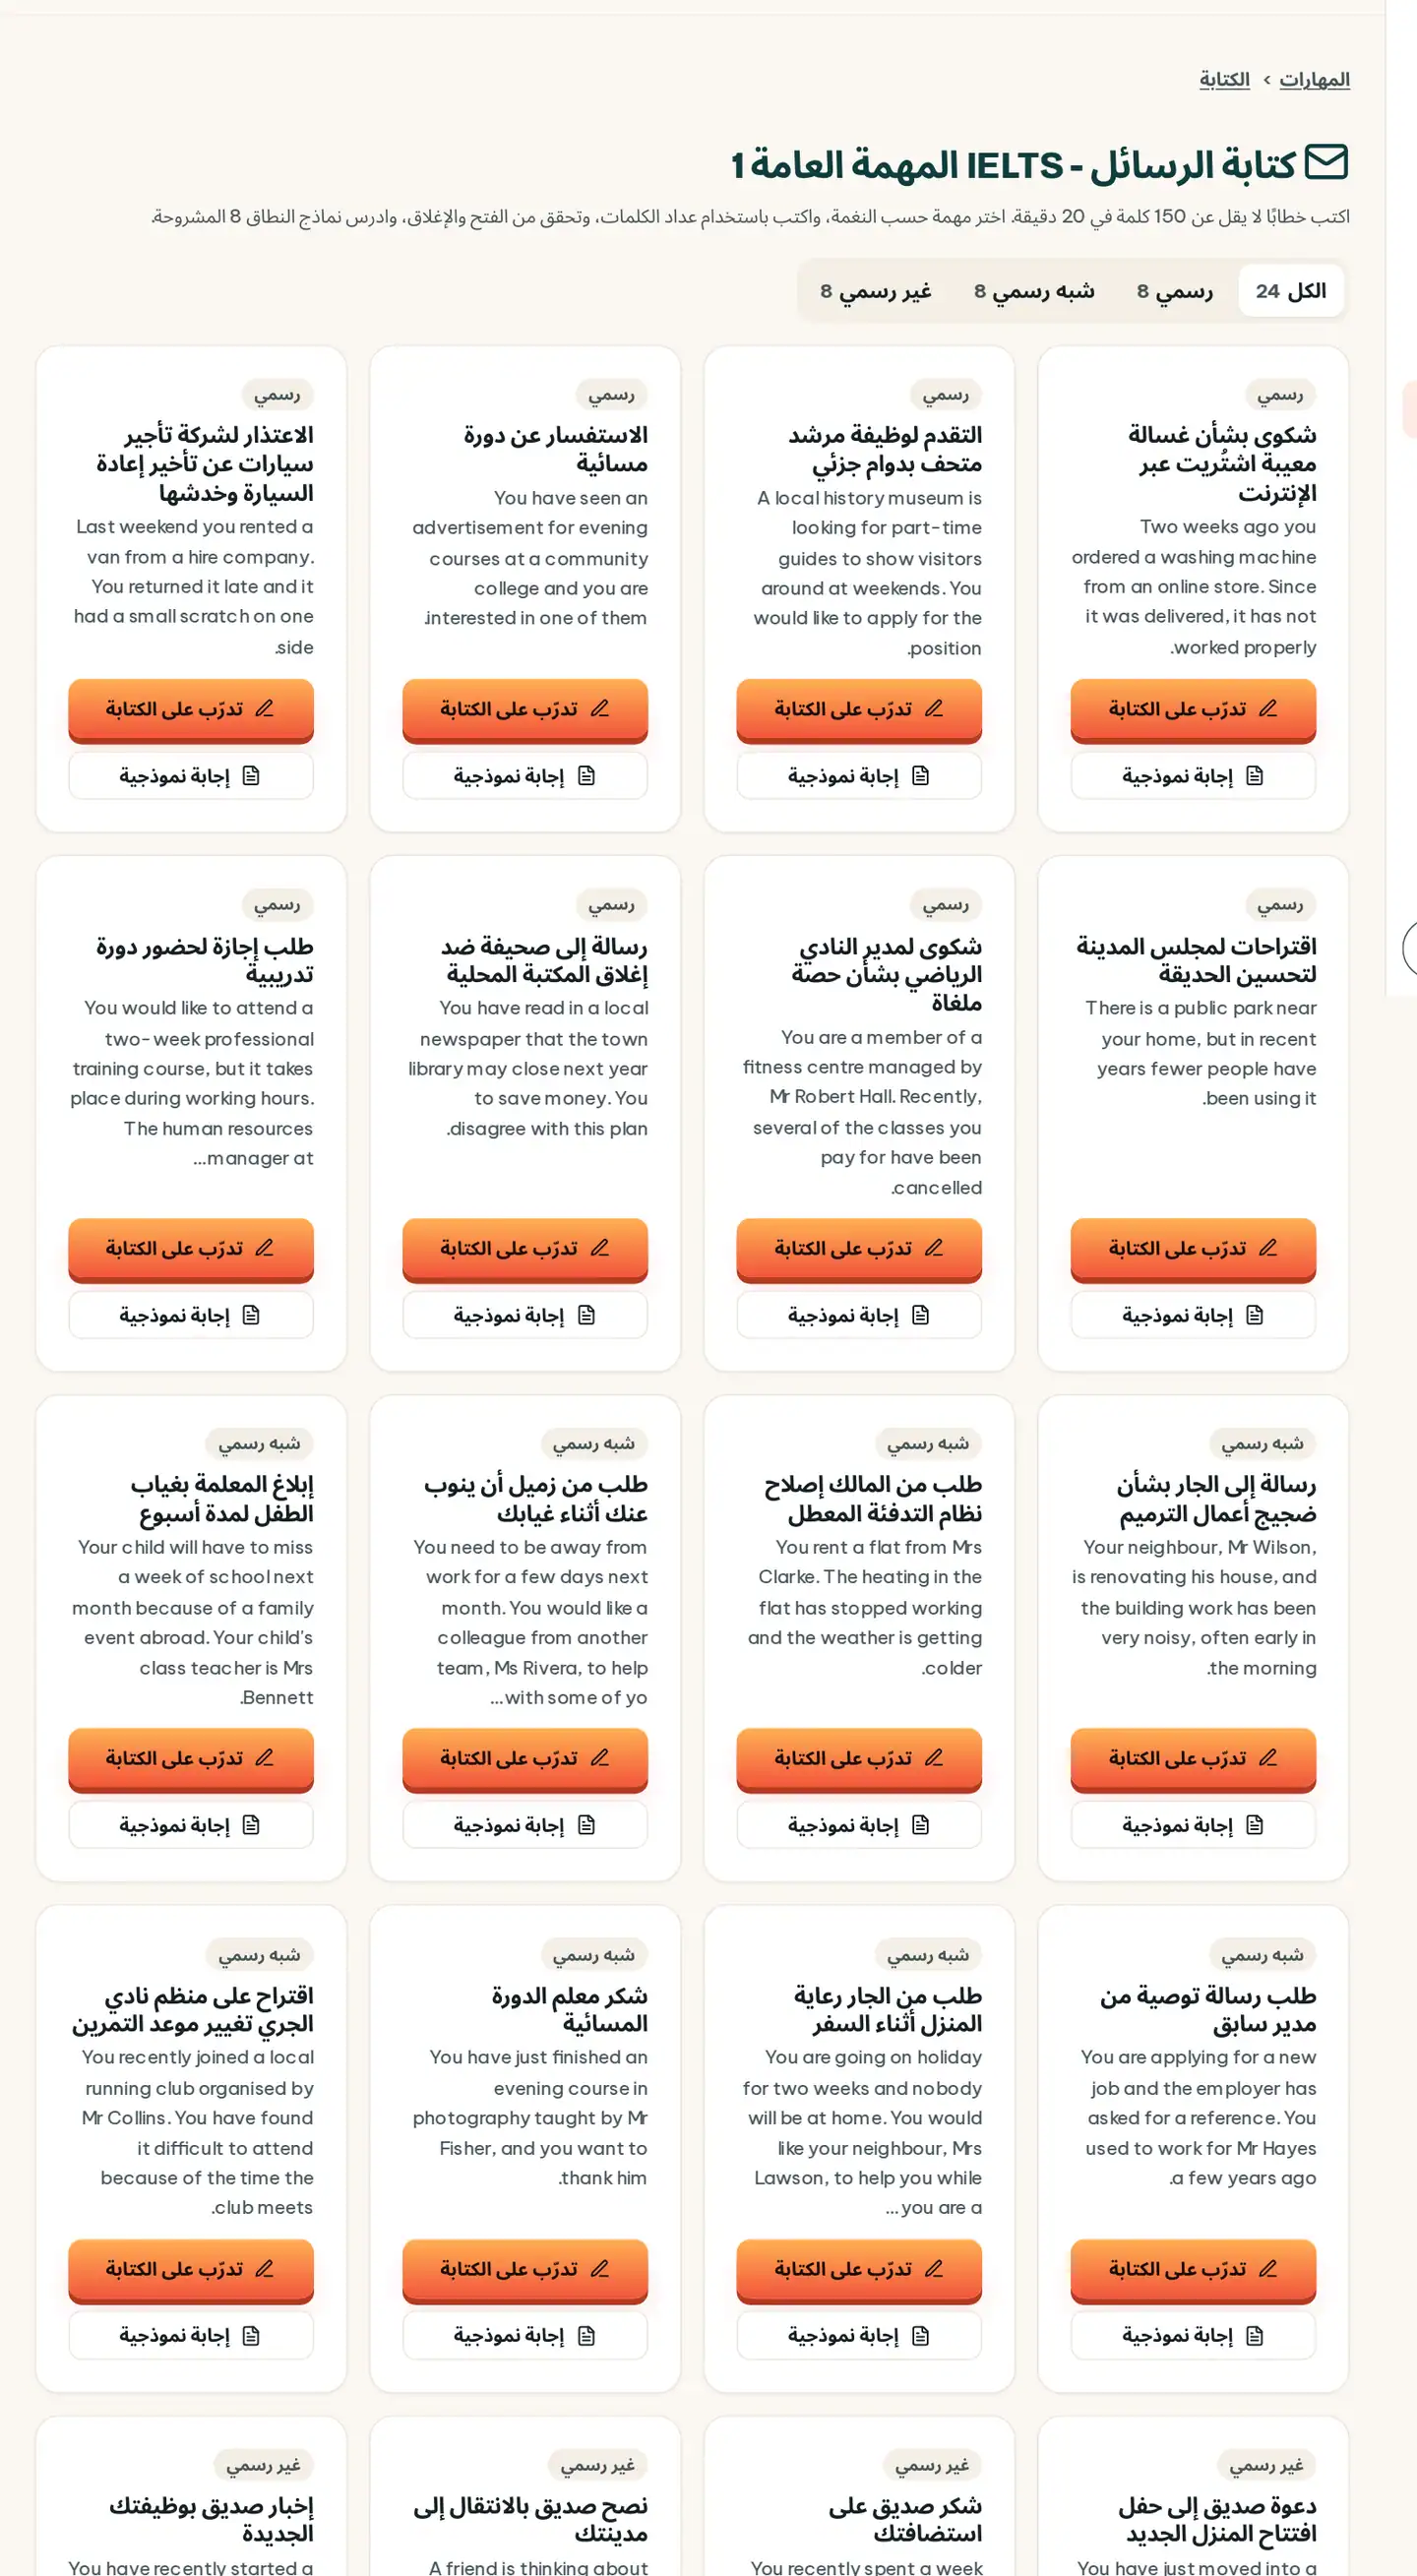 المهارات › الكتابة
كتابة الرسائل - IELTS المهمة العامة 1
اكتب خطابًا لا يقل عن 150 كلمة في 20 دقيقة. اختر مهمة حسب النغمة، واكتب باستخدام عداد الكلمات، وتحقق من الفتح والإغلاق، وادرس نماذج النطاق 8 المشروحة.
الكل 24
رسمي 8
شبه رسمي 8
غير رسمي 8
رسمي
شكوى بشأن غسالة
معيبة اشتُريت عبر
الإنترنت
Two weeks ago you
ordered a washing machine
from an online store. Since
it was delivered, it has not
worked properly.
تدرّب على الكتابة
إجابة نموذجية
رسمي
التقدم لوظيفة مرشد
متحف بدوام جزئي
A local history museum is
looking for part-time
guides to show visitors
around at weekends. You
would like to apply for the
position.
تدرّب على الكتابة
إجابة نموذجية
رسمي
الاستفسار عن دورة
مسائية
You have seen an
advertisement for evening
courses at a community
college and you are
interested in one of them.
تدرّب على الكتابة
إجابة نموذجية
رسمي
الاعتذار لشركة تأجير
سيارات عن تأخير إعادة
السيارة وخدشها
Last weekend you rented a
van from a hire company.
You returned it late and it
had a small scratch on one
side.
تدرّب على الكتابة
إجابة نموذجية
رسمي
اقتراحات لمجلس المدينة
لتحسين الحديقة
There is a public park near
your home, but in recent
years fewer people have
been using it.
تدرّب على الكتابة
إجابة نموذجية
رسمي
شكوى لمدير النادي
الرياضي بشأن حصة
ملغاة
You are a member of a
fitness centre managed by
Mr Robert Hall. Recently,
several of the classes you
pay for have been
cancelled.
تدرّب على الكتابة
إجابة نموذجية
رسمي
رسالة إلى صحيفة ضد
إغلاق المكتبة المحلية
You have read in a local
newspaper that the town
library may close next year
to save money. You
disagree with this plan.
تدرّب على الكتابة
إجابة نموذجية
رسمي
طلب إجازة لحضور دورة
تدريبية
You would like to attend a
two-week professional
training course, but it takes
place during working hours.
The human resources
manager at...
تدرّب على الكتابة
إجابة نموذجية
شبه رسمي
رسالة إلى الجار بشأن
ضجيج أعمال الترميم
Your neighbour, Mr Wilson,
is renovating his house, and
the building work has been
very noisy, often early in
the morning.
تدرّب على الكتابة
إجابة نموذجية
شبه رسمي
طلب من المالك إصلاح
نظام التدفئة المعطل
You rent a flat from Mrs
Clarke. The heating in the
flat has stopped working
and the weather is getting
colder.
تدرّب على الكتابة
إجابة نموذجية
شبه رسمي
طلب من زميل أن ينوب
عنك أثناء غيابك
You need to be away from
work for a few days next
month. You would like a
colleague from another
team, Ms Rivera, to help
with some of yo...
تدرّب على الكتابة
إجابة نموذجية
شبه رسمي
إبلاغ المعلمة بغياب
الطفل لمدة أسبوع
Your child will have to miss
a week of school next
month because of a family
event abroad. Your child's
class teacher is Mrs
Bennett.
تدرّب على الكتابة
إجابة نموذجية
شبه رسمي
طلب رسالة توصية من
مدير سابق
You are applying for a new
job and the employer has
asked for a reference. You
used to work for Mr Hayes
a few years ago.
تدرّب على الكتابة
إجابة نموذجية
شبه رسمي
طلب من الجار رعاية
المنزل أثناء السفر
You are going on holiday
for two weeks and nobody
will be at home. You would
like your neighbour, Mrs
Lawson, to help you while
you are a...
تدرّب على الكتابة
إجابة نموذجية
شبه رسمي
شكر معلم الدورة
المسائية
You have just finished an
evening course in
photography taught by Mr
Fisher, and you want to
thank him.
تدرّب على الكتابة
إجابة نموذجية
شبه رسمي
اقتراح على منظم نادي
الجري تغيير موعد التمرين
You recently joined a local
running club organised by
Mr Collins. You have found
it difficult to attend
because of the time the
club meets.
تدرّب على الكتابة
إجابة نموذجية
غير رسمي
دعوة صديق إلى حفل
افتتاح المنزل الجديد
You have just moved into a
غير رسمي
شكر صديق على
استضافتك
You recently spent a week
غير رسمي
نصح صديق بالانتقال إلى
مدينتك
A friend is thinking about
غير رسمي
إخبار صديق بوظيفتك
الجديدة
You have recently started a